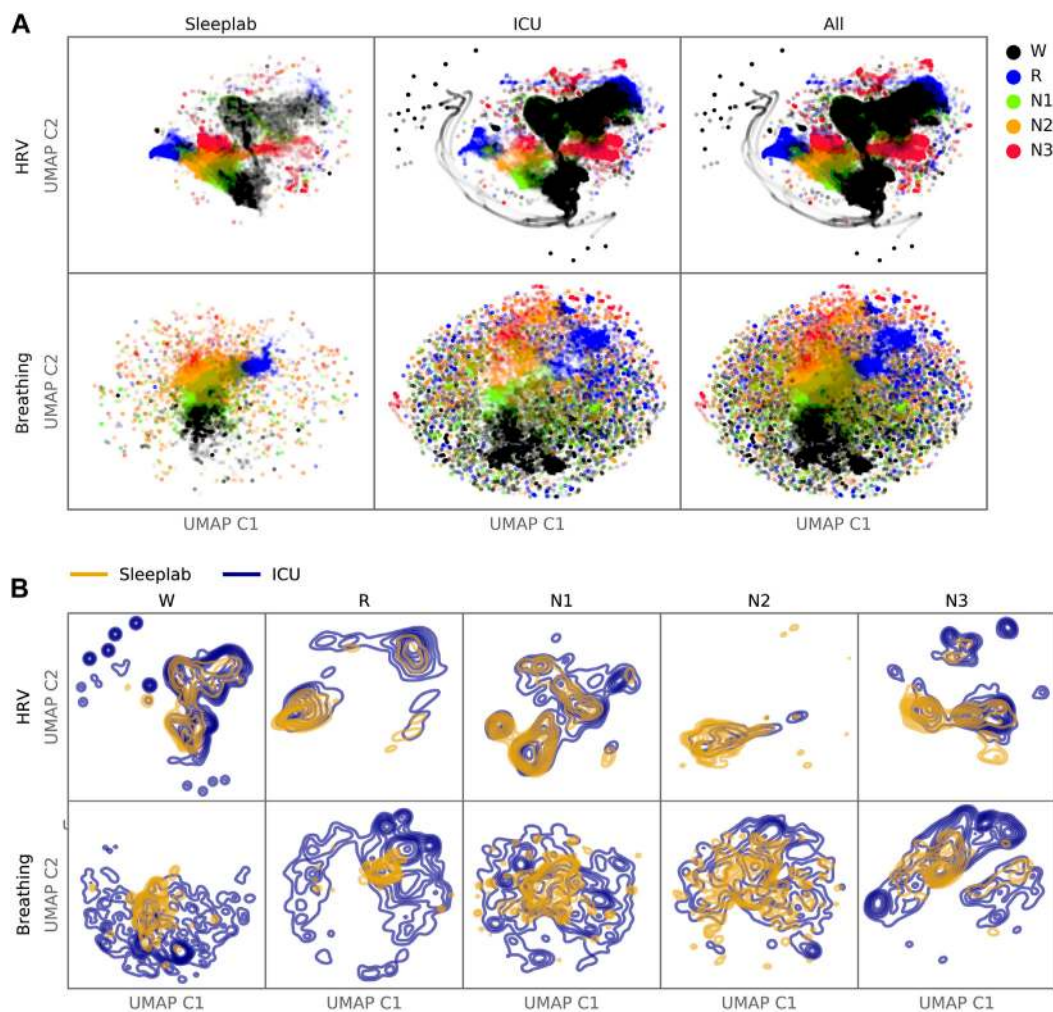 A
Sleeplab ICU All
HRV
UMAP C2
W
R
N1
N2
N3
Breathing
UMAP C2
UMAP C1 UMAP C1 UMAP C1
B
Sleeplab ICU
W R N1 N2 N3
HRV
UMAP C2
Breathing
UMAP C2
UMAP C1 UMAP C1 UMAP C1 UMAP C1 UMAP C1